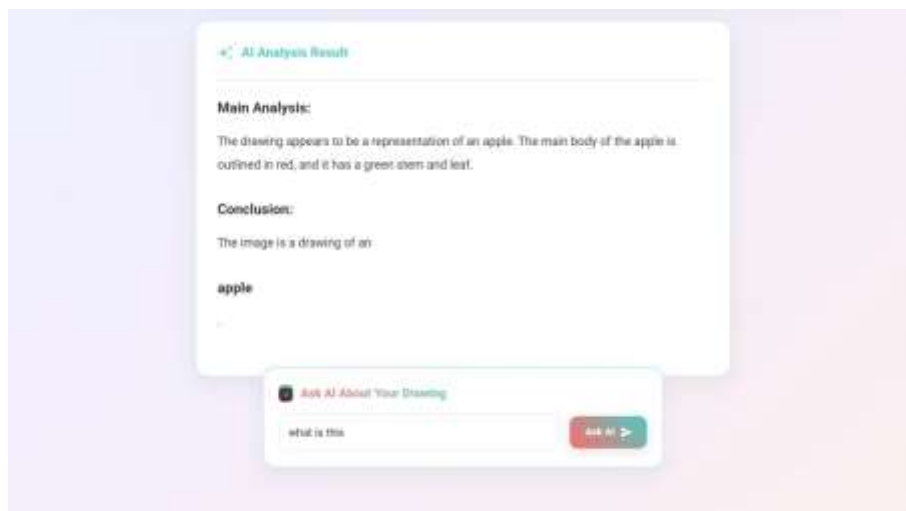 AI Analysis Result
Main Analysis:
The drawing appears to be a representation of an apple. The main body of the apple is
outlined in red, and it has a green stem and leaf.
Conclusion:
The image is a drawing of an
apple
.
Ask AI About Your Drawing
what is this
Ask AI